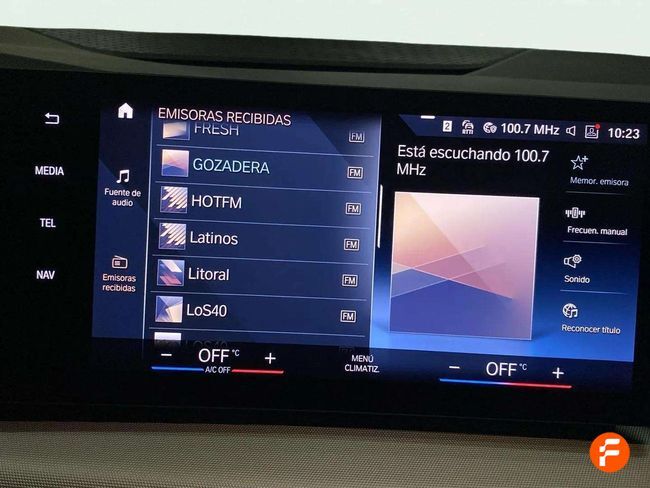 EMISORAS RECIBIDAS
FRESH
FM
GOZADERA
FM
HOTFM
FM
Latinos
FM
Litoral
FM
LoS40
FM
MEDIA
TEL
NAV
Fuente de
audio
Emisoras
recibidas
2 RTTI 100.7 MHz 10:23
Está escuchando 100.7
MHz
Memor. emisora
Frecuen. manual
Sonido
Reconocer título
− OFF °C +
A/C OFF
MENÚ
CLIMATIZ.
− OFF °C +